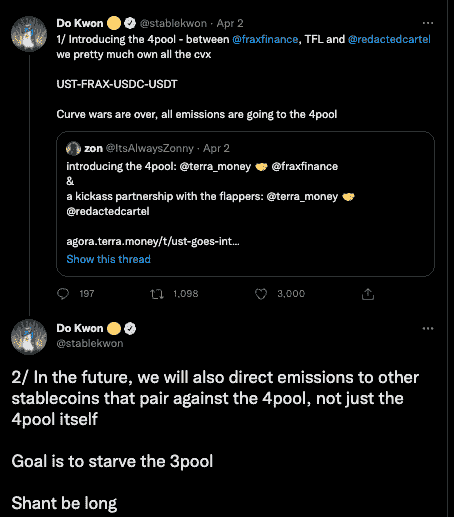 Do Kwon @stablekwon · Apr 2
1/ Introducing the 4pool - between @fraxfinance, TFL and @redactedcartel
we pretty much own all the cvx
UST-FRAX-USDC-USDT
Curve wars are over, all emissions are going to the 4pool
zon @ItsAlwaysZonny · Apr 2
introducing the 4pool: @terra_money 🤝 @fraxfinance
&
a kickass partnership with the flappers: @terra_money 🤝
@redactedcartel
agora.terra.money/t/ust-goes-int...
Show this thread
197 1,098 3,000
Do Kwon
@stablekwon
2/ In the future, we will also direct emissions to other
stablecoins that pair against the 4pool, not just the
4pool itself
Goal is to starve the 3pool
Shant be long